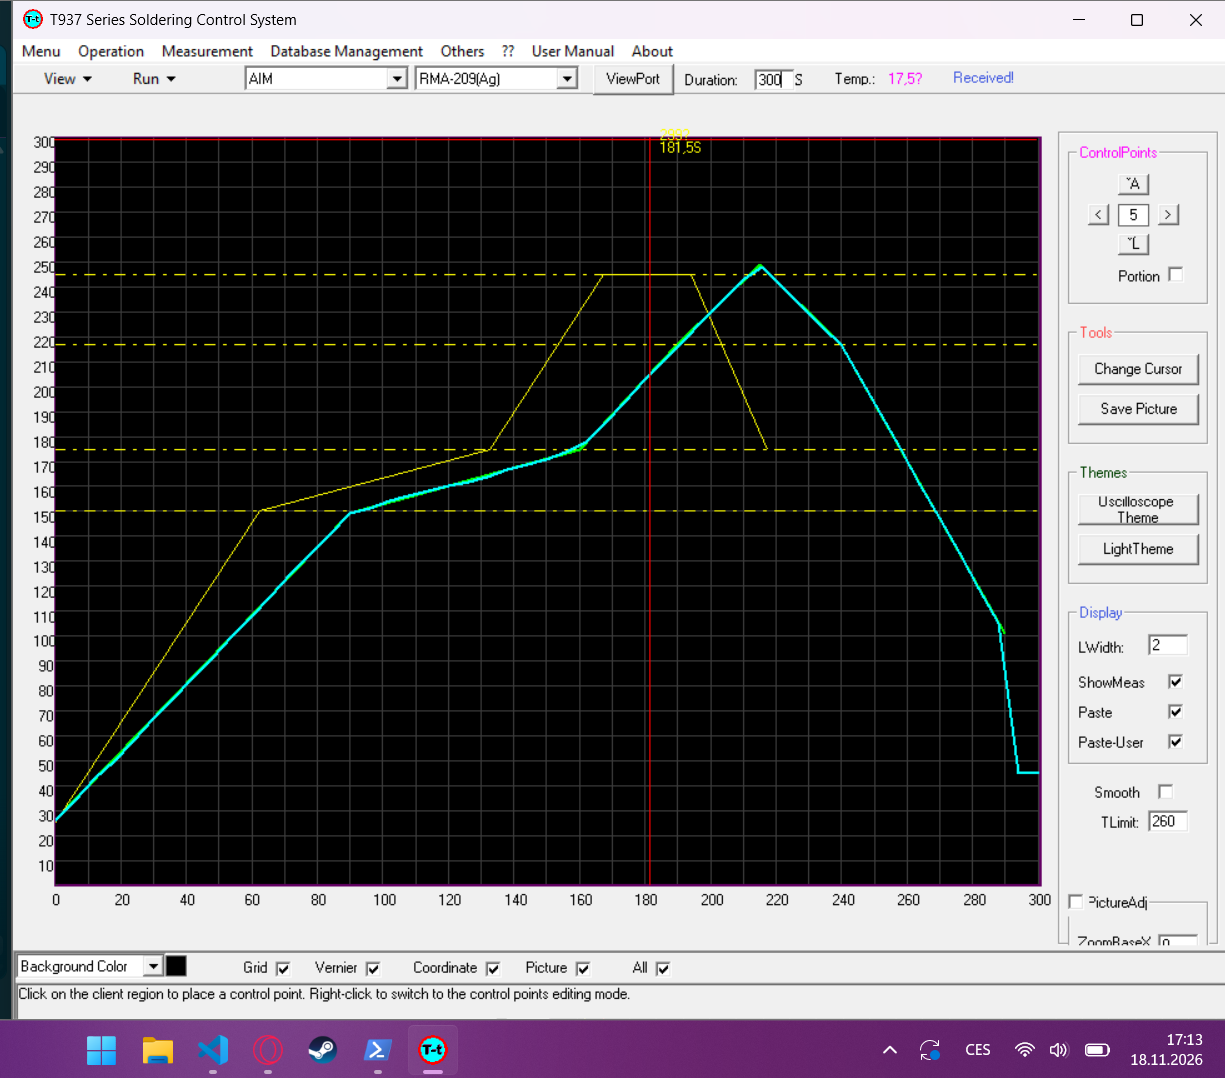 T-t T937 Series Soldering Control System
Menu Operation Measurement Database Management Others ?? User Manual About
View Run AIM RMA-209(Ag) ViewPort Duration: 300 S Temp.: 17,5? Received!
181,5S
300
290
280
270
260
250
240
230
220
210
200
190
180
170
160
150
140
130
120
110
100
90
80
70
60
50
40
30
20
10
0 20 40 60 80 100 120 140 160 180 200 220 240 260 280 300
ControlPoints
ˇA
< 5 >
ˇL
Portion
Tools
Change Cursor
Save Picture
Themes
Oscilloscope
Theme
LightTheme
Display
LWidth: 2
ShowMeas
Paste
Paste-User
Smooth
TLimit: 260
PictureAdj
ZoomBaseX 0
Background Color Grid Vernier Coordinate Picture All
Click on the client region to place a control point. Right-click to switch to the control points editing mode.
T-t CES 17:13
18.11.2026